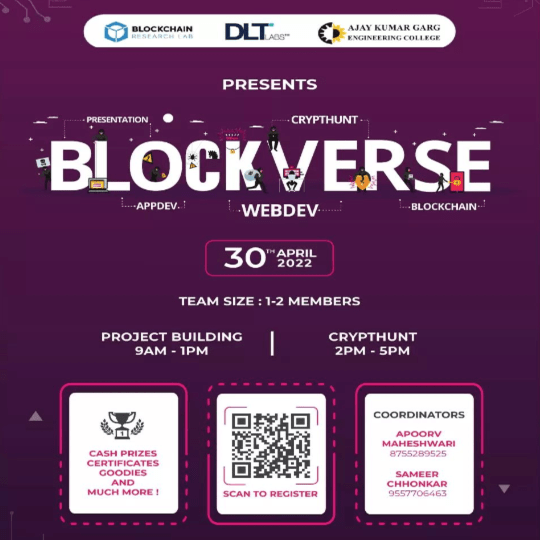 BLOCKCHAIN
RESEARCH LAB
DLT
LABS™
AJAY KUMAR GARG
ENGINEERING COLLEGE
PRESENTS
PRESENTATION
CRYPTHUNT
BLOCKVERSE
APPDEV
WEBDEV
BLOCKCHAIN
30TH APRIL
2022
TEAM SIZE : 1-2 MEMBERS
PROJECT BUILDING
9AM - 1PM
CRYPTHUNT
2PM - 5PM
CASH PRIZES
CERTIFICATES
GOODIES
AND
MUCH MORE !
SCAN TO REGISTER
COORDINATORS
APOORV
MAHESHWARI
8755289525
SAMEER
CHHONKAR
9557706463